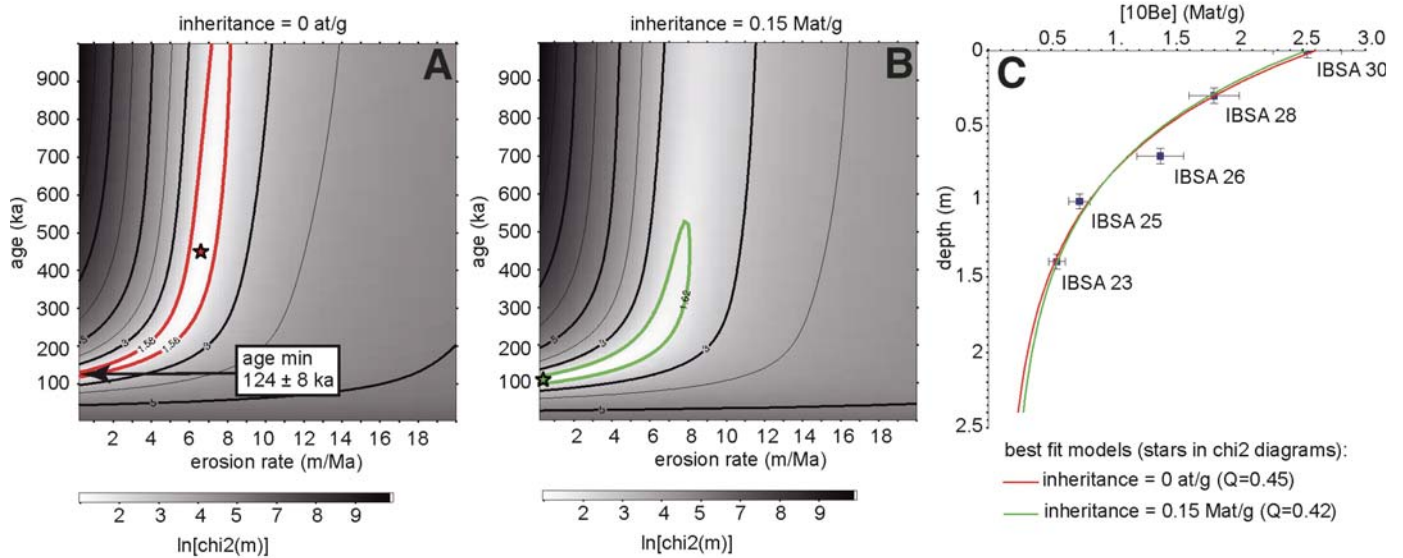 inheritance = 0 at/g
A
900
800
700
600
500
400
300
200
100
age (ka)
5
3
1.58
1.58
3
5
age min
124 ± 8 ka
2 4 6 8 10 12 14 16 18
erosion rate (m/Ma)
2 3 4 5 6 7 8 9
ln[chi2(m)]
inheritance = 0.15 Mat/g
B
900
800
700
600
500
400
300
200
100
age (ka)
5
3
1.62
3
5
2 4 6 8 10 12 14 16 18
erosion rate (m/Ma)
2 3 4 5 6 7 8 9
ln[chi2(m)]
[10Be] (Mat/g)
0.5 1. 1.5 2 2.5 3.0
C
0
0.5
1
1.5
2
2.5
depth (m)
IBSA 30
IBSA 28
IBSA 26
IBSA 25
IBSA 23
best fit models (stars in chi2 diagrams):
inheritance = 0 at/g (Q=0.45)
inheritance = 0.15 Mat/g (Q=0.42)